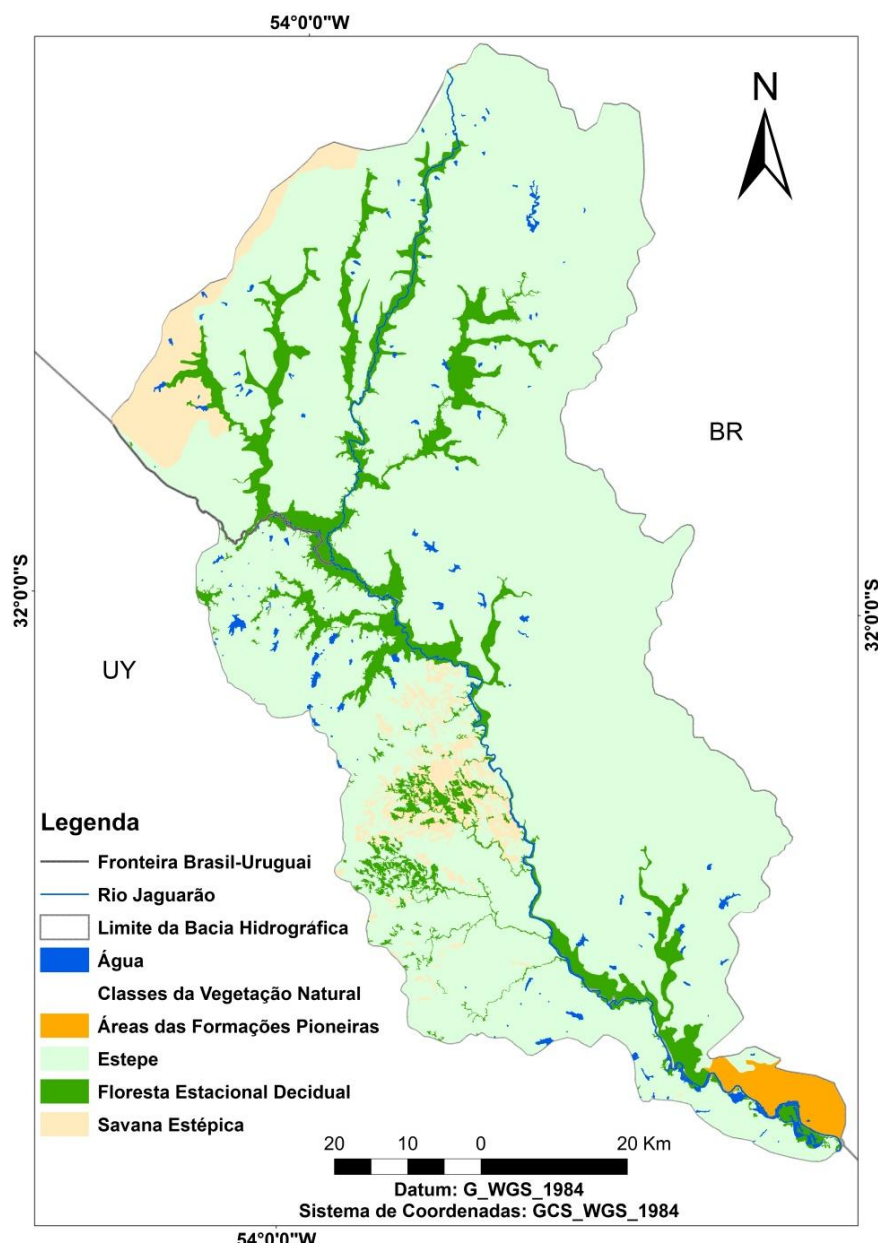 54°0'0"W
N
BR
32°0'0"S
32°0'0"S
UY
Legenda
Fronteira Brasil-Uruguai
Rio Jaguarão
Limite da Bacia Hidrográfica
Água
Classes da Vegetação Natural
Áreas das Formações Pioneiras
Estepe
Floresta Estacional Decidual
Savana Estépica
20 10 0 20 Km
Datum: G_WGS_1984
Sistema de Coordenadas: GCS_WGS_1984
54°0'0"W